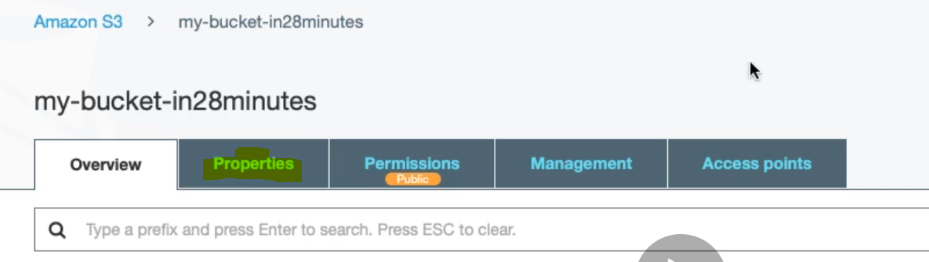 Amazon S3 > my-bucket-in28minutes
my-bucket-in28minutes
Overview Properties Permissions Management Access points
Public
Type a prefix and press Enter to search. Press ESC to clear.